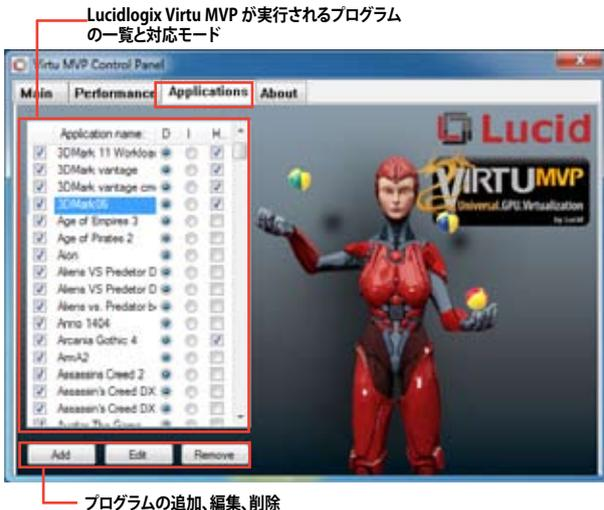 Lucidlogix Virtu MVP が実行されるプログラム
の一覧と対応モード
Virtu MVP Control Panel
Main Performance Applications About
Application name: D I H..
3DMark 11 Workloa
3DMark vantage
3DMark vantage cm
3DMark06
Age of Empires 3
Age of Pirates 2
Aion
Aliens VS Predetor D
Aliens VS Predetor D
Aliens vs. Predator b
Anno 1404
Arcania Gothic 4
ArmA2
Assassins Creed 2
Assassin's Creed DX
Assassin's Creed DX
Avatar The Game
Add Edit Remove
Lucid
VIRTU MVP
Universal.GPU.Virtualization
by Lucid
プログラムの追加、編集、削除